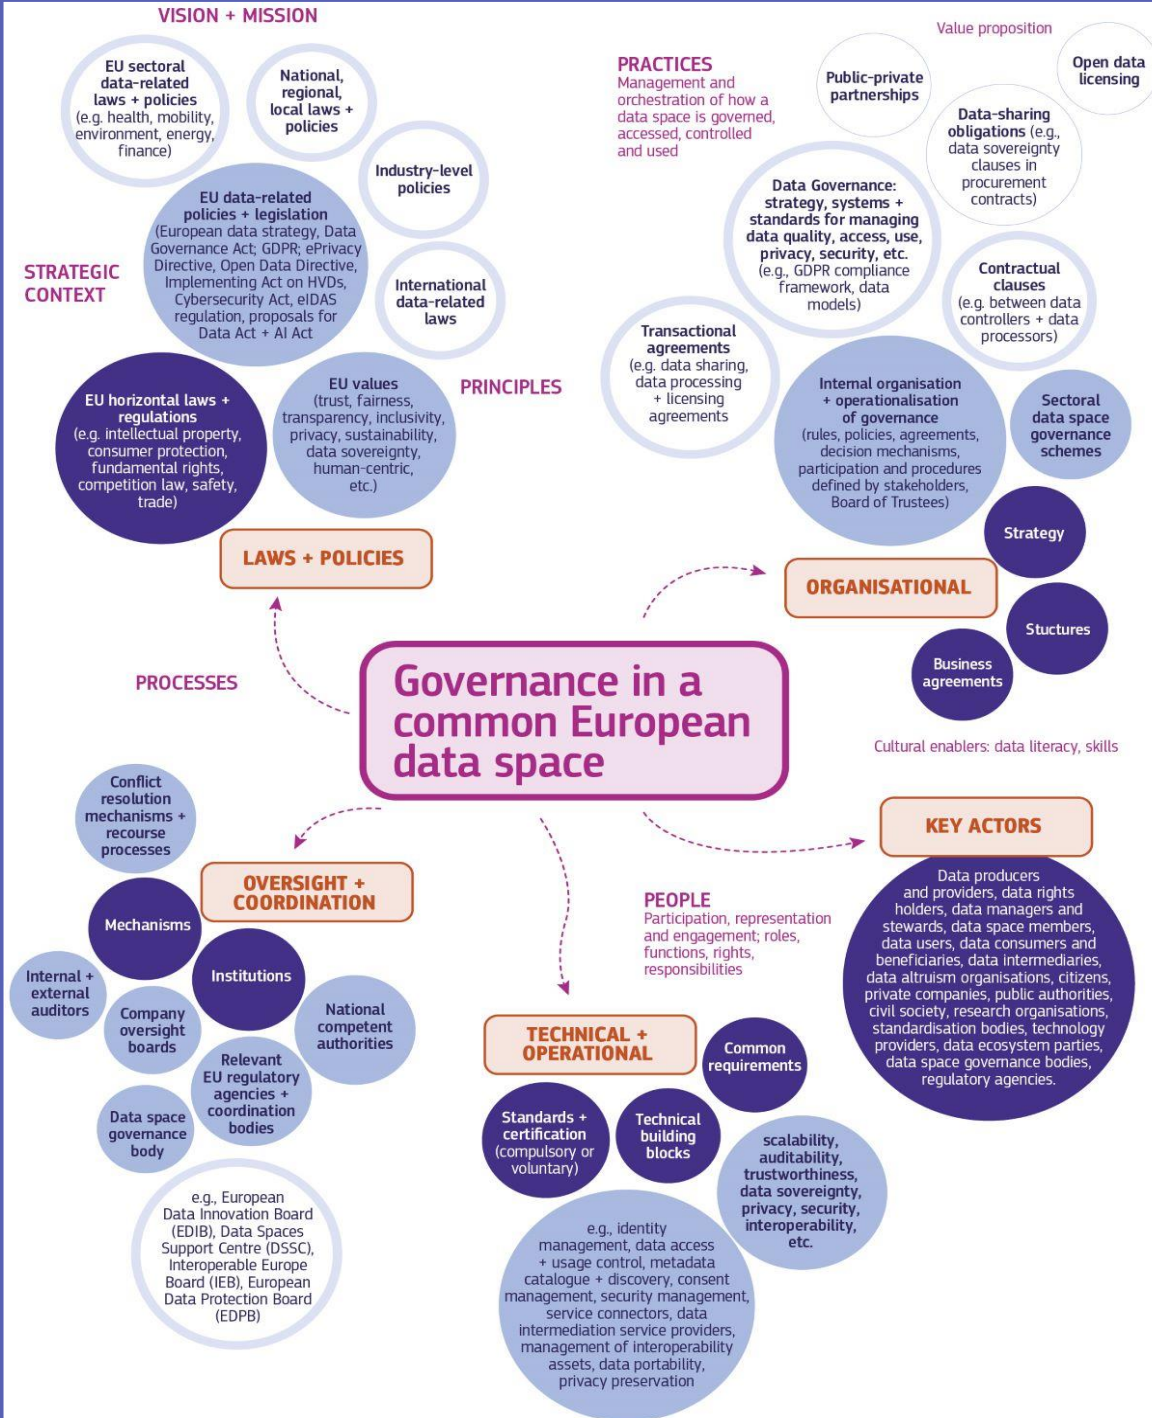 VISION + MISSION
EU sectoral
data-related
laws + policies
(e.g. health, mobility,
environment, energy,
finance)
National,
regional,
local laws +
policies
Industry-level
policies
EU data-related
policies + legislation
(European data strategy, Data
Governance Act; GDPR; ePrivacy
Directive, Open Data Directive,
Implementing Act on HVDs,
Cybersecurity Act, eIDAS
regulation, proposals for
Data Act + AI Act
STRATEGIC
CONTEXT
International
data-related
laws
EU horizontal laws +
regulations
(e.g. intellectual property,
consumer protection,
fundamental rights,
competition law, safety,
trade)
EU values
(trust, fairness,
transparency, inclusivity,
privacy, sustainability,
data sovereignty,
human-centric,
etc.)
PRINCIPLES
LAWS + POLICIES
Value proposition
PRACTICES
Management and
orchestration of how a
data space is governed,
accessed, controlled
and used
Public-private
partnerships
Open data
licensing
Data-sharing
obligations (e.g.,
data sovereignty
clauses in
procurement
contracts)
Data Governance:
strategy, systems +
standards for managing
data quality, access, use,
privacy, security, etc.
(e.g., GDPR compliance
framework, data
models)
Contractual
clauses
(e.g. between data
controllers + data
processors)
Transactional
agreements
(e.g. data sharing,
data processing
+ licensing
agreements
Internal organisation
+ operationalisation
of governance
(rules, policies, agreements,
decision mechanisms,
participation and procedures
defined by stakeholders,
Board of Trustees)
Sectoral
data space
governance
schemes
Strategy
ORGANISATIONAL
Stuctures
Business
agreements
Cultural enablers: data literacy, skills
PROCESSES
Governance in a
common European
data space
Conflict
resolution
mechanisms +
recourse
processes
OVERSIGHT +
COORDINATION
Mechanisms
Institutions
Internal +
external
auditors
Company
oversight
boards
National
competent
authorities
Relevant
EU regulatory
agencies +
coordination
bodies
Data space
governance
body
e.g., European
Data Innovation Board
(EDIB), Data Spaces
Support Centre (DSSC),
Interoperable Europe
Board (IEB), European
Data Protection Board
(EDPB)
PEOPLE
Participation, representation
and engagement; roles,
functions, rights,
responsibilities
KEY ACTORS
Data producers
and providers, data rights
holders, data managers and
stewards, data space members,
data users, data consumers and
beneficiaries, data intermediaries,
data altruism organisations, citizens,
private companies, public authorities,
civil society, research organisations,
standardisation bodies, technology
providers, data ecosystem parties,
data space governance bodies,
regulatory agencies.
TECHNICAL +
OPERATIONAL
Common
requirements
Standards +
certification
(compulsory or
voluntary)
Technical
building
blocks
scalability,
auditability,
trustworthiness,
data sovereignty,
privacy, security,
interoperability,
etc.
e.g., identity
management, data access
+ usage control, metadata
catalogue + discovery, consent
management, security management,
service connectors, data
intermediation service providers,
management of interoperability
assets, data portability,
privacy preservation